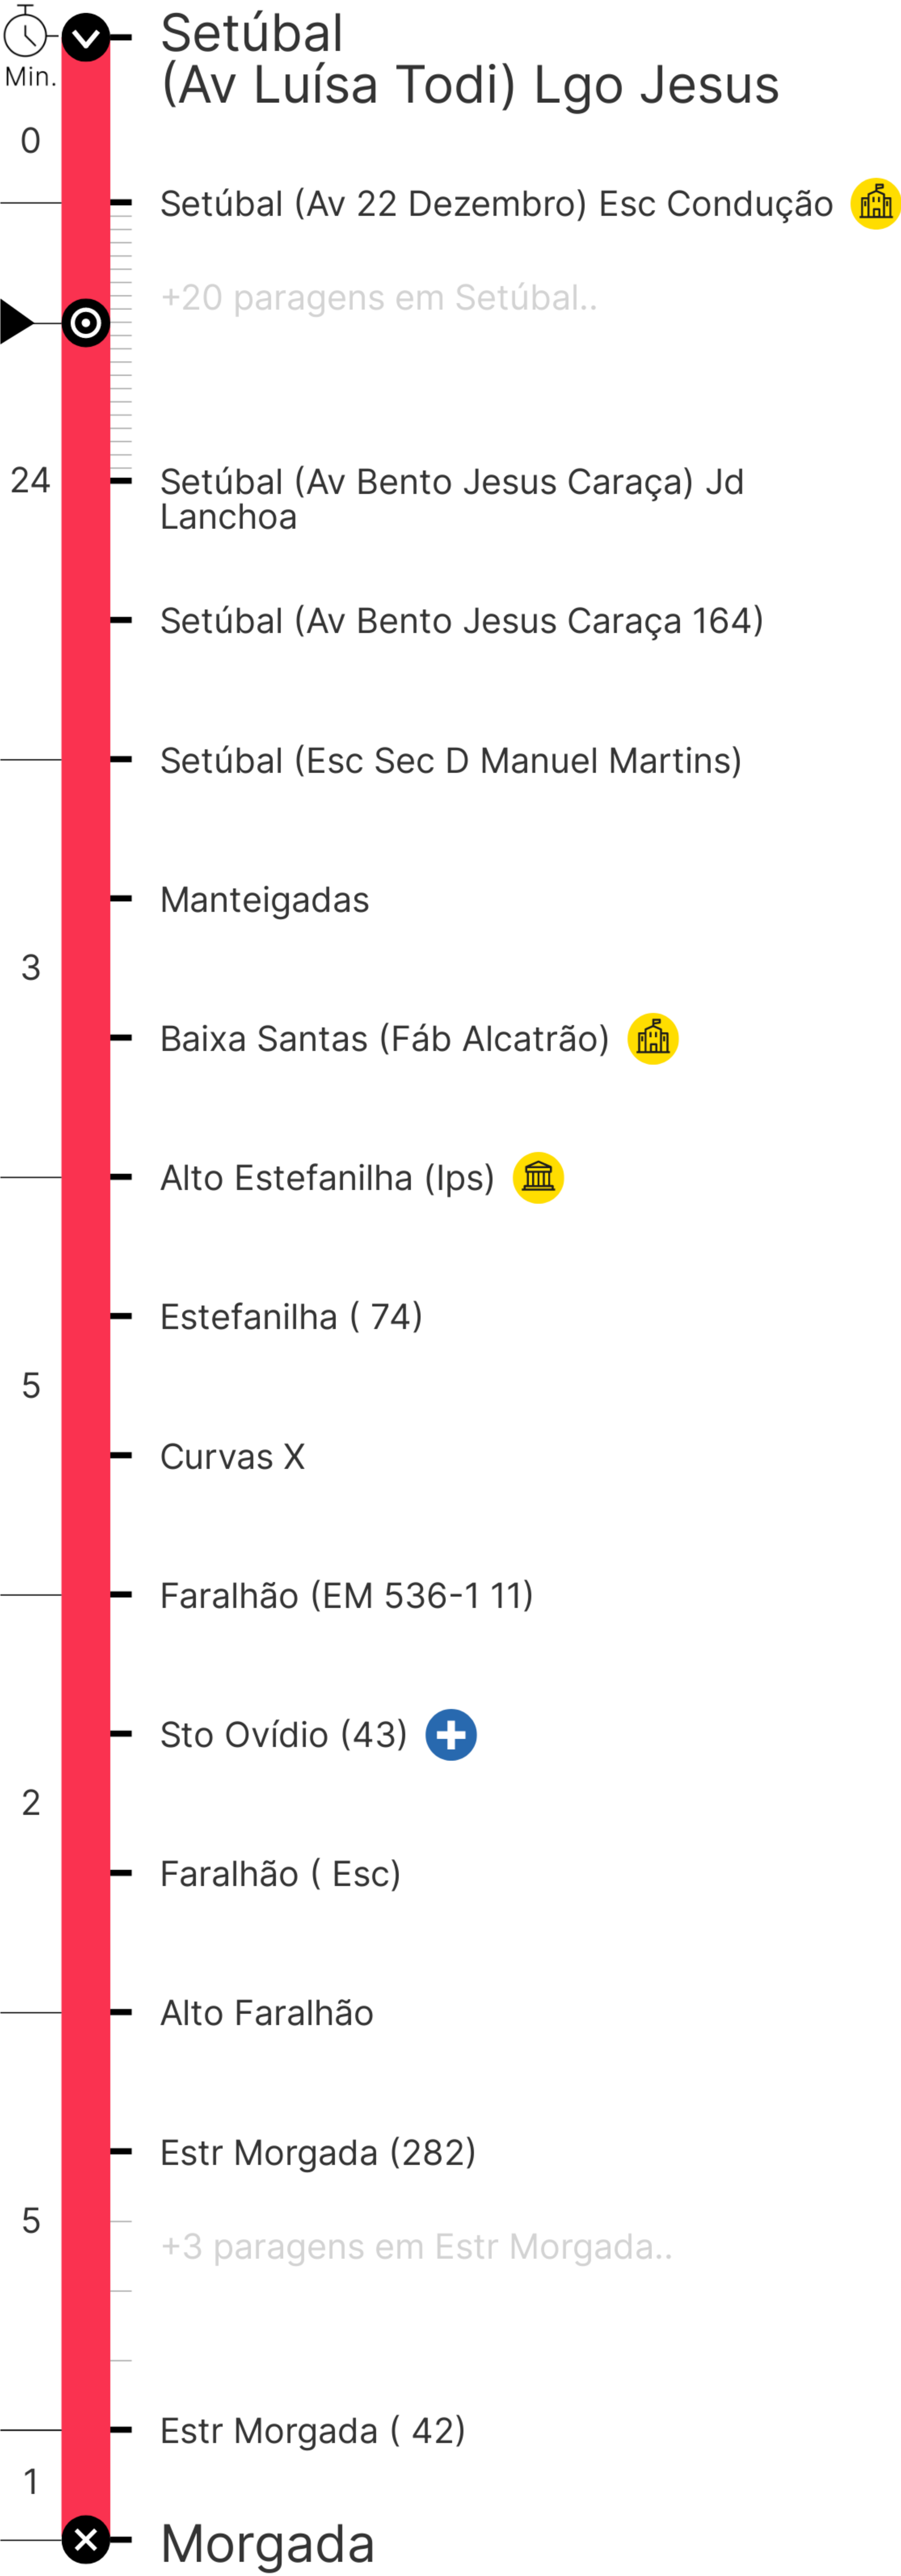 Setúbal
(Av Luísa Todi) Lgo Jesus
Min.
0
Setúbal (Av 22 Dezembro) Esc Condução
+20 paragens em Setúbal..
24
Setúbal (Av Bento Jesus Caraça) Jd
Lanchoa
Setúbal (Av Bento Jesus Caraça 164)
Setúbal (Esc Sec D Manuel Martins)
Manteigadas
3
Baixa Santas (Fáb Alcatrão)
Alto Estefanilha (Ips)
Estefanilha ( 74)
5
Curvas X
Faralhão (EM 536-1 11)
Sto Ovídio (43)
2
Faralhão ( Esc)
Alto Faralhão
Estr Morgada (282)
5
+3 paragens em Estr Morgada..
Estr Morgada ( 42)
1
Morgada